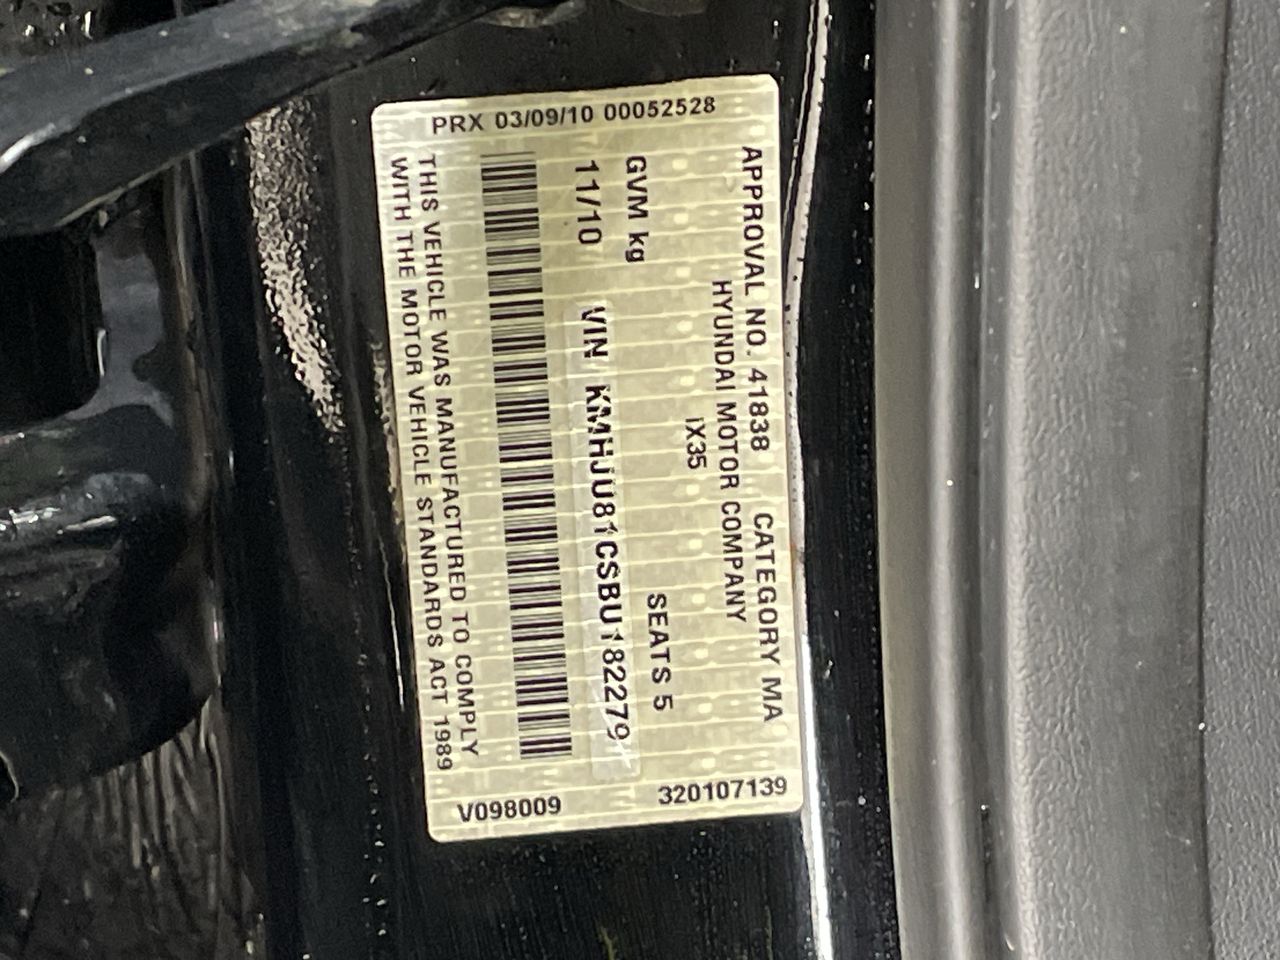 PRX 03/09/10 00052528
APPROVAL NO. 41838 CATEGORY MA
HYUNDAI MOTOR COMPANY
IX35
GVM kg SEATS 5
11/10 VIN KMHJU81CSBU182279
THIS VEHICLE WAS MANUFACTURED TO COMPLY
WITH THE MOTOR VEHICLE STANDARDS ACT 1989
V098009 320107139